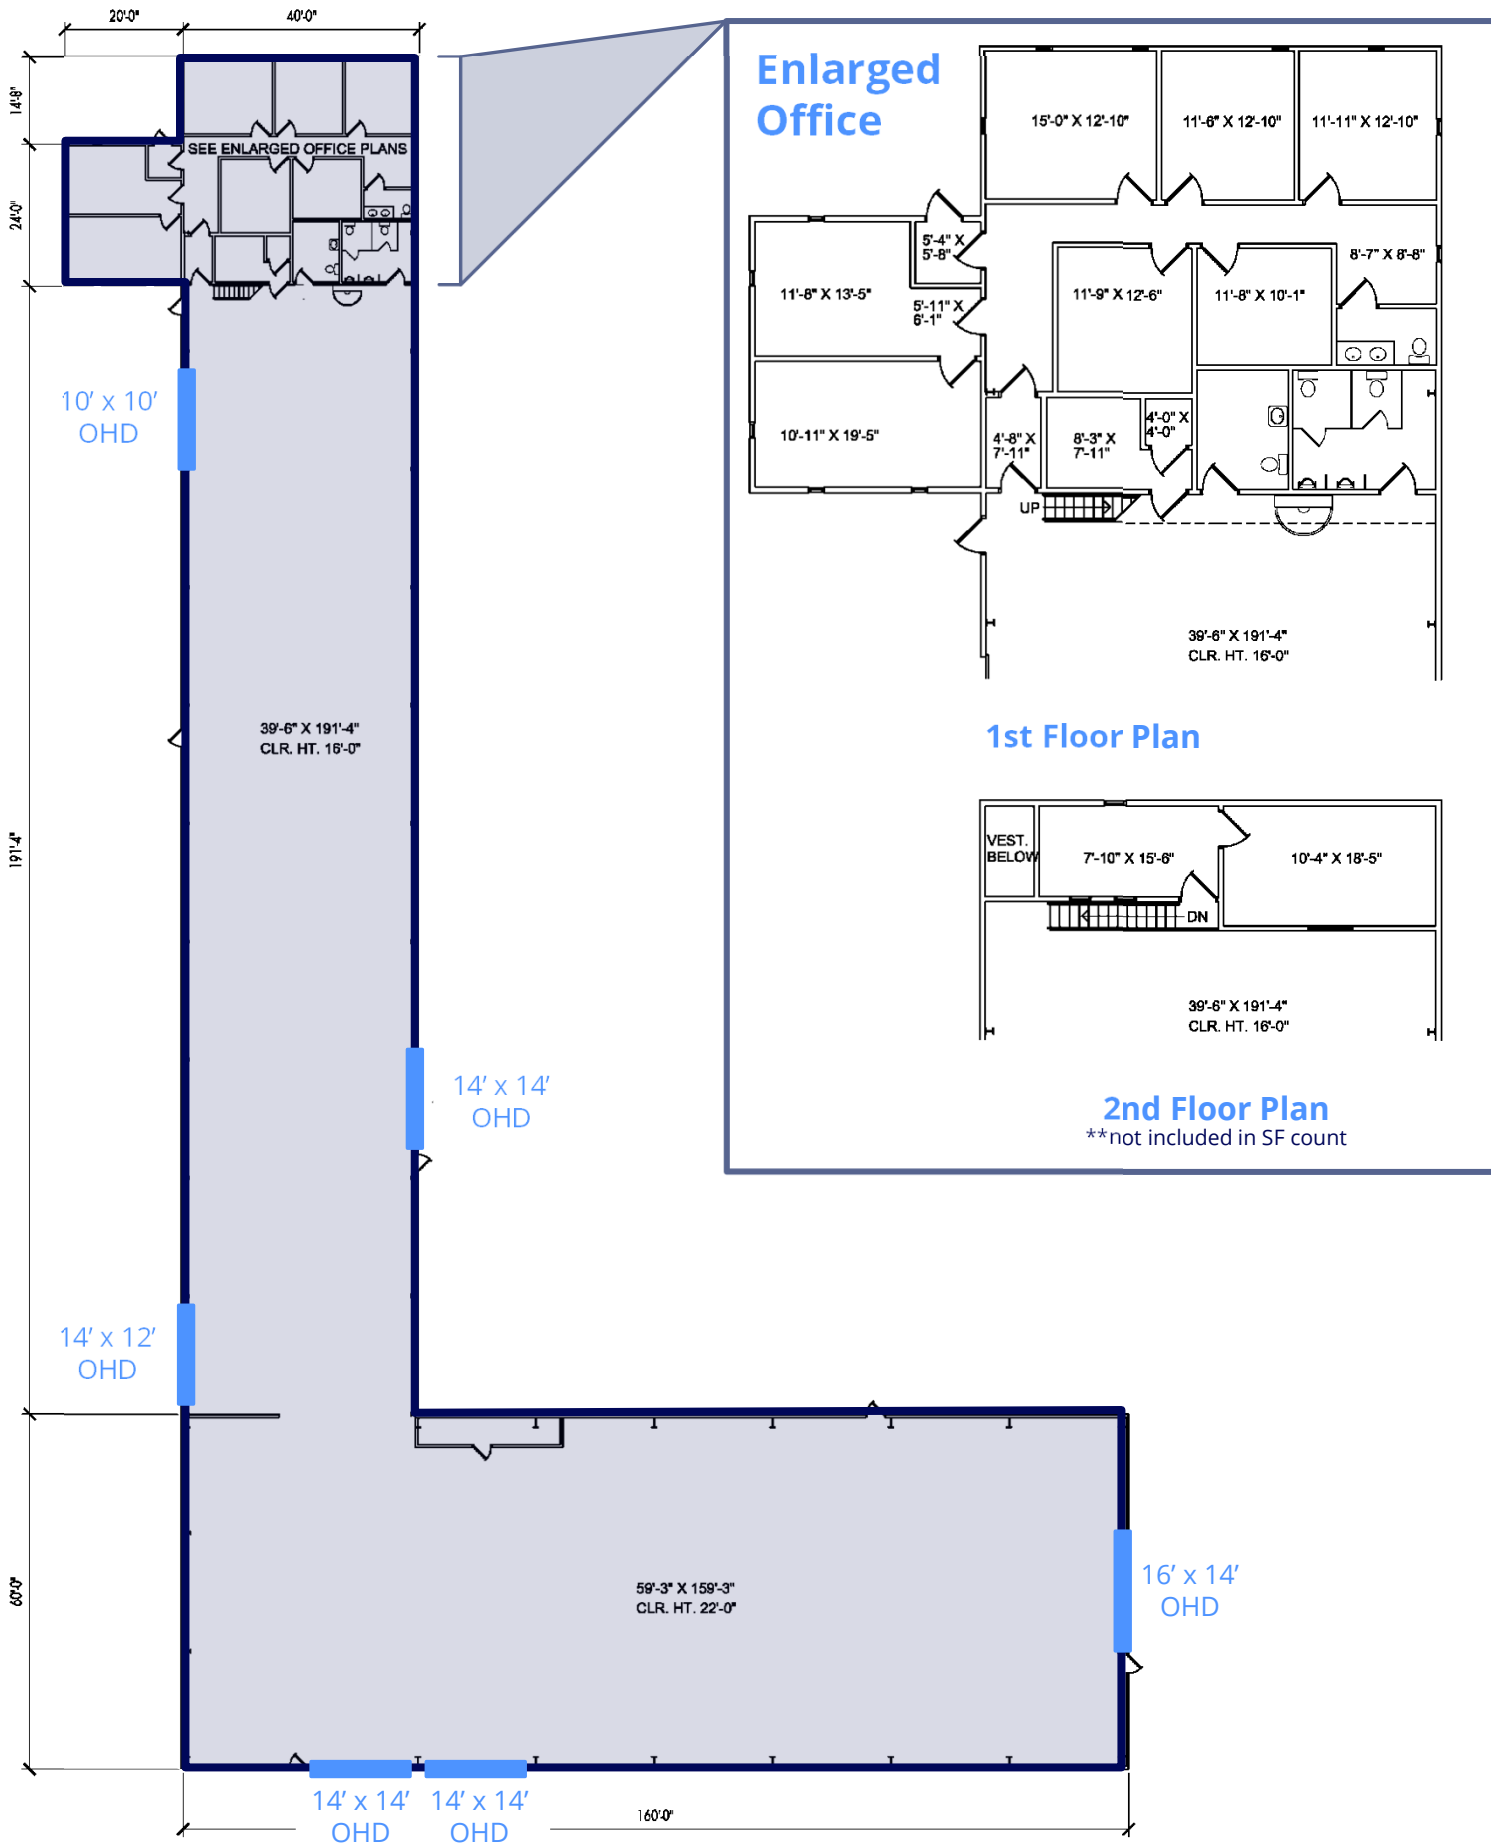 20'-0"
40'-0"
14'-8"
24'-0"
191'-4"
60'-0"
SEE ENLARGED OFFICE PLANS
10’ x 10’
OHD
39'-6" X 191'-4"
CLR. HT. 16'-0"
14’ x 14’
OHD
14’ x 12’
OHD
59'-3" X 159'-3"
CLR. HT. 22'-0"
16’ x 14’
OHD
14’ x 14’
OHD
14’ x 14’
OHD
160'-0"
Enlarged
Office
15'-0" X 12'-10"
11'-6" X 12'-10"
11'-11" X 12'-10"
5'-4" X
5'-8"
8'-7" X 8'-8"
11'-8" X 13'-5"
5'-11" X
6'-1"
11'-9" X 12'-6"
11'-8" X 10'-1"
10'-11" X 19'-5"
4'-8" X
7'-11"
8'-3" X
7'-11"
4'-0" X
4'-0"
UP
39'-6" X 191'-4"
CLR. HT. 16'-0"
1st Floor Plan
VEST.
BELOW
7'-10" X 15'-6"
10'-4" X 18'-5"
DN
39'-6" X 191'-4"
CLR. HT. 16'-0"
2nd Floor Plan
**not included in SF count